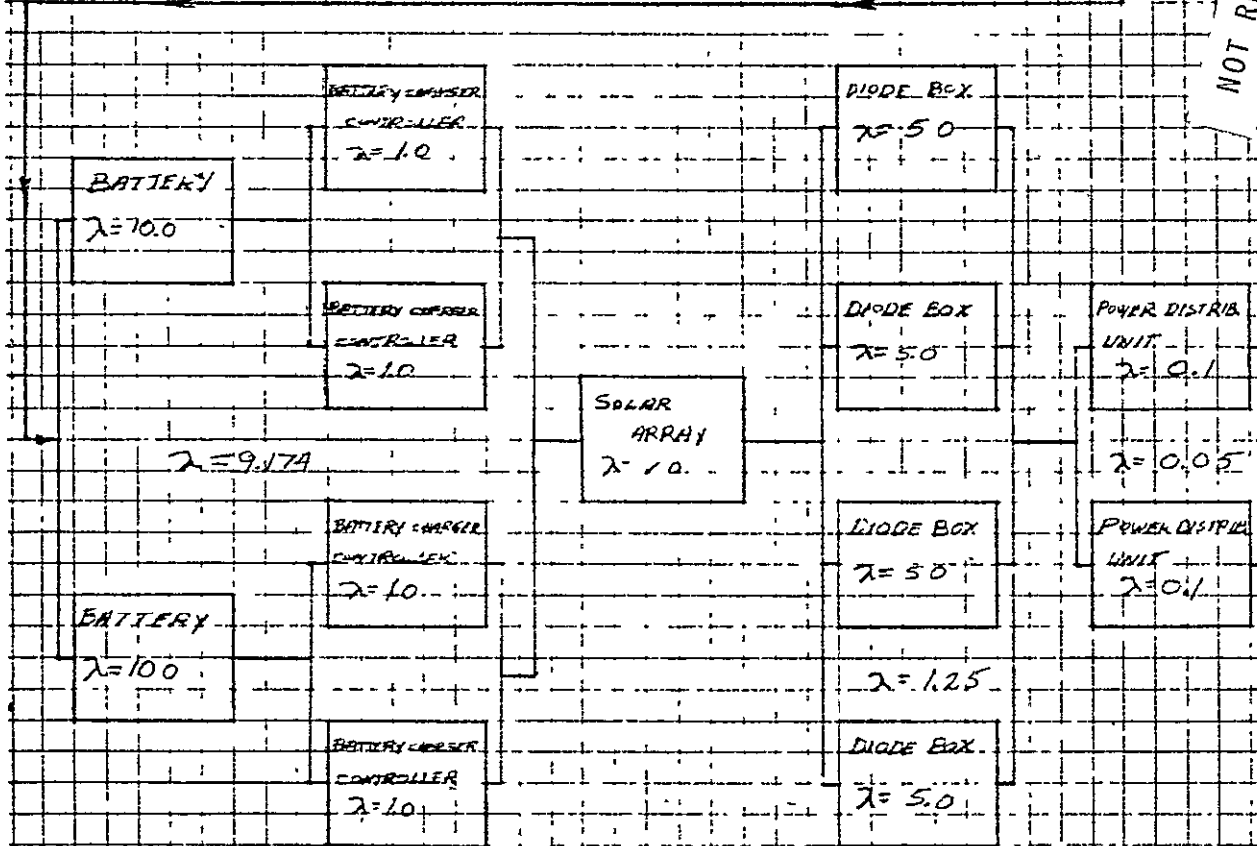 NOT R
BATTERY CHARGER
CONTROLLER
λ=1.0
DIODE BOX
λ=5.0
BATTERY
λ=10.0
BATTERY CHARGER
CONTROLLER
λ=1.0
DIODE BOX
λ=5.0
POWER DISTRIB
UNIT
λ=0.1
SOLAR
ARRAY
λ=9.174
λ=0.05
BATTERY CHARGER
CONTROLLER
λ=1.0
DIODE BOX
λ=5.0
POWER DISTRIB
UNIT
λ=0.1
BATTERY
λ=10.0
λ=1.25
BATTERY CHARGER
CONTROLLER
λ=1.0
DIODE BOX
λ=5.0